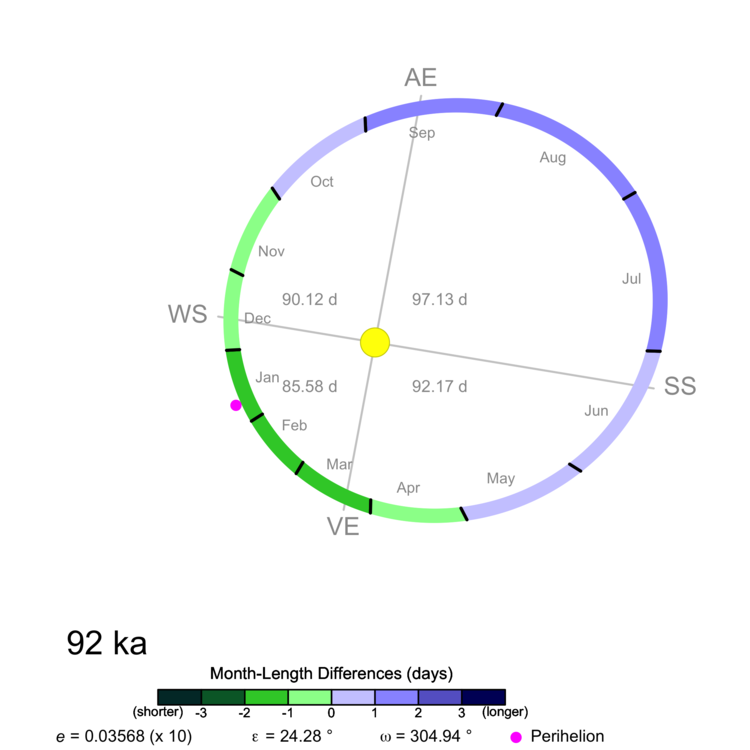 AE
Sep
Aug
Oct
Nov
Jul
90.12 d
97.13 d
WS
Dec
Jan
85.58 d
92.17 d
SS
Jun
Feb
Mar
May
Apr
VE
92 ka
Month-Length Differences (days)
(shorter) -3 -2 -1 0 1 2 3 (longer)
e = 0.03568 (x 10) ε = 24.28 ° ω = 304.94 ° Perihelion